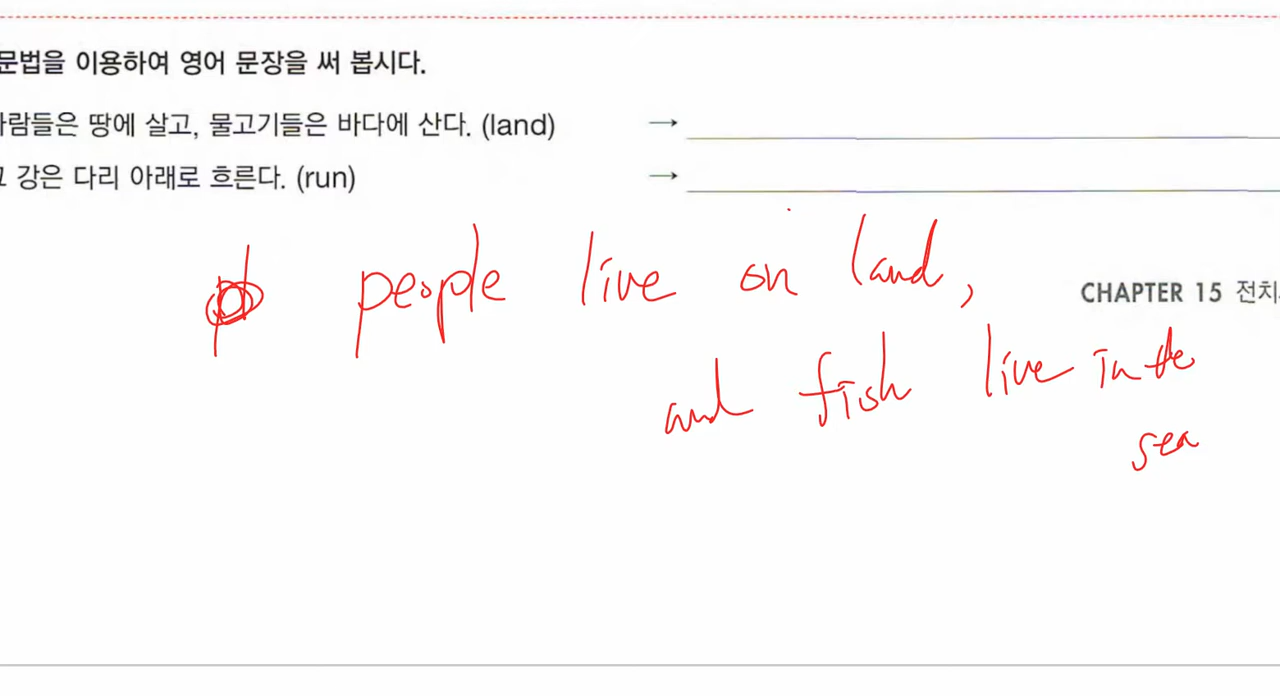 문법을 이용하여 영어 문장을 써 봅시다.
람들은 땅에 살고, 물고기들은 바다에 산다. (land) →
강은 다리 아래로 흐른다. (run) →
people live on land,
CHAPTER 15 전치
and fish live in the
sea